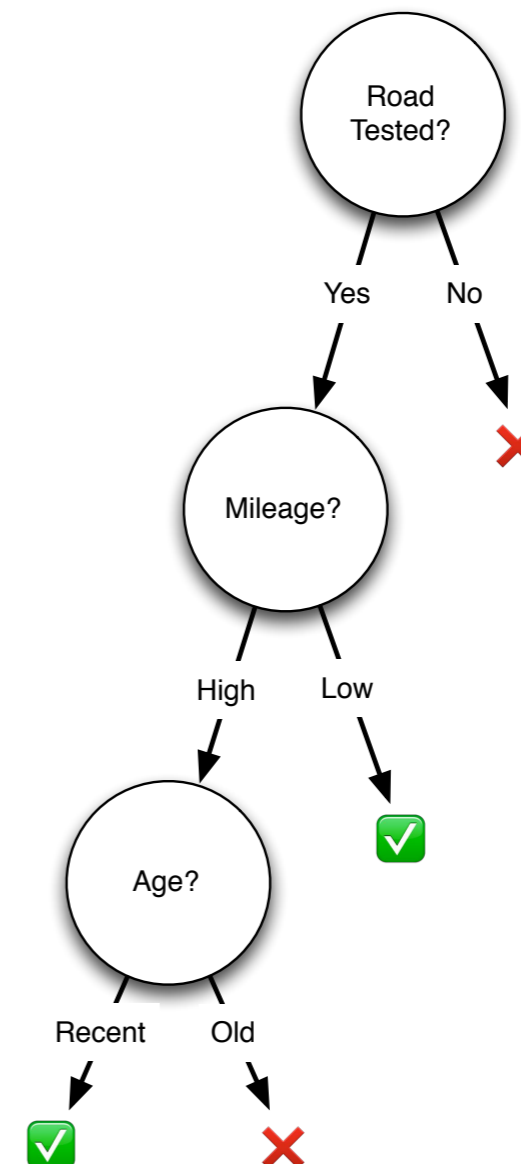 Road
Tested?
Yes
No
Mileage?
High
Low
Age?
Recent
Old